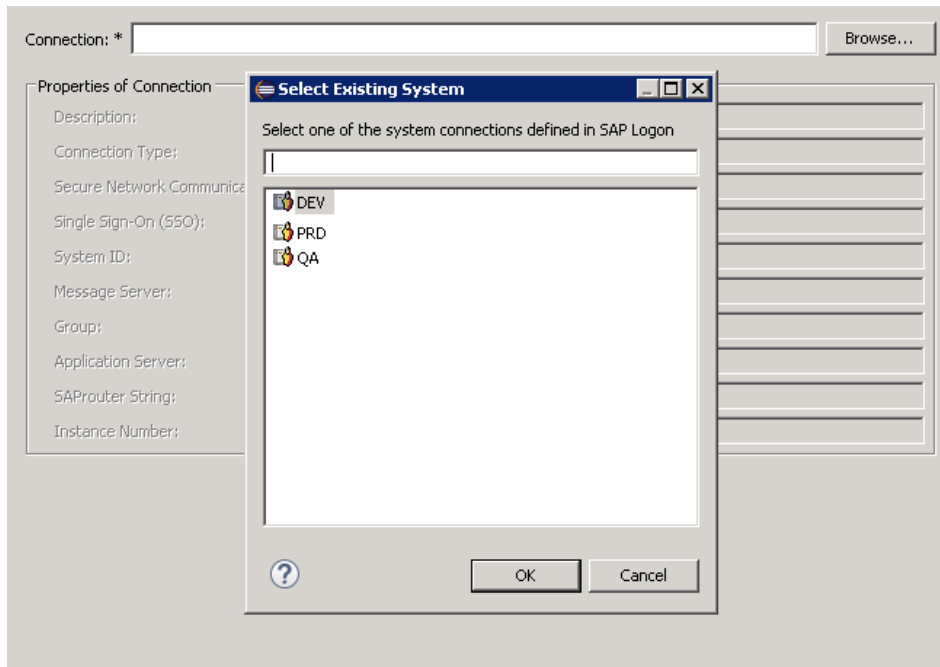 Connection: * Browse...
Properties of Connection
Select Existing System
Description:
Select one of the system connections defined in SAP Logon
Connection Type:
Secure Network Communica
DEV
Single Sign-On (SSO):
PRD
System ID:
QA
Message Server:
Group:
Application Server:
SAProuter String:
Instance Number:
? OK Cancel